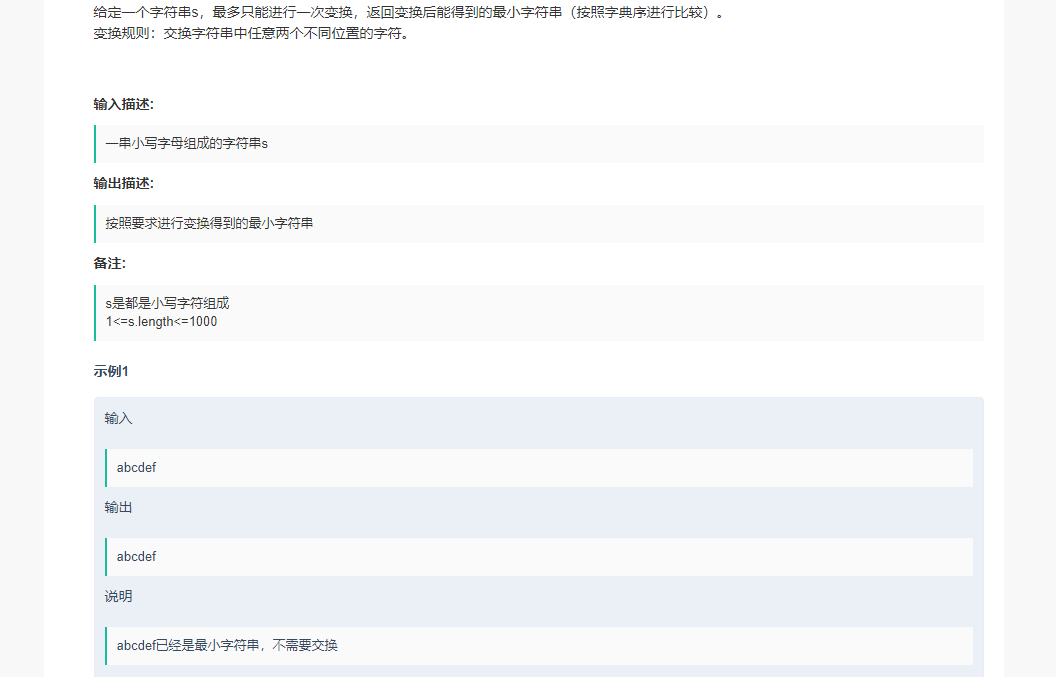 给定一个字符串s，最多只能进行一次变换，返回变换后能得到的最小字符串（按照字典序进行比较）。
变换规则：交换字符串中任意两个不同位置的字符。
输入描述:
一串小写字母组成的字符串s
输出描述:
按照要求进行变换得到的最小字符串
备注:
s是都是小写字符组成
1<=s.length<=1000
示例1
输入
abcdef
输出
abcdef
说明
abcdef已经是最小字符串，不需要交换